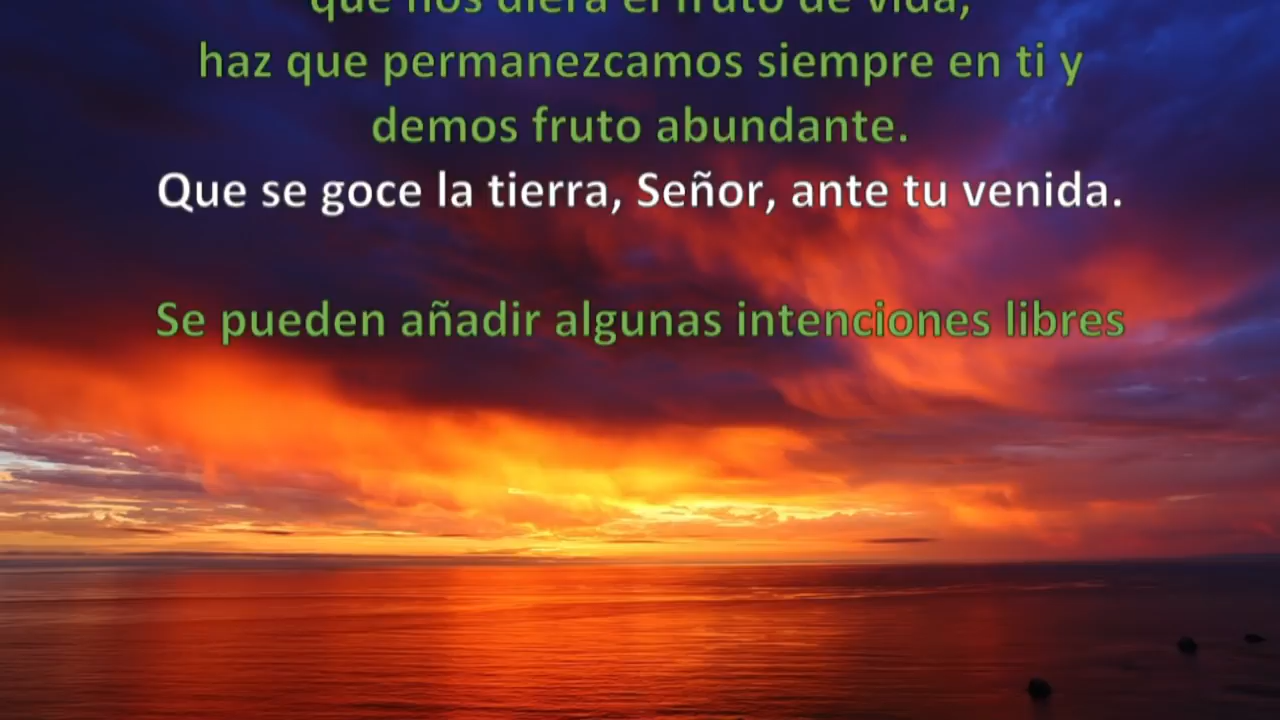 que nos diera el fruto de vida,
haz que permanezcamos siempre en ti y
demos fruto abundante.
Que se goce la tierra, Señor, ante tu venida.
Se pueden añadir algunas intenciones libres